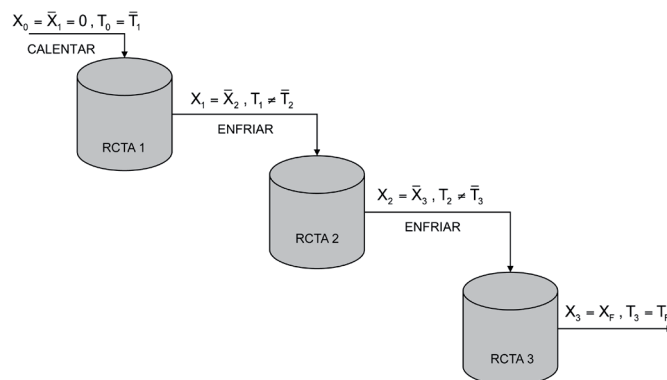 X₀ = X̄₁ = 0 , T₀ = T̄₁
CALENTAR
RCTA 1
X₁ = X̄₂ , T₁ ≠ T̄₂
ENFRIAR
RCTA 2
X₂ = X̄₃ , T₂ ≠ T̄₃
ENFRIAR
RCTA 3
X₃ = X_F , T₃ = T_F